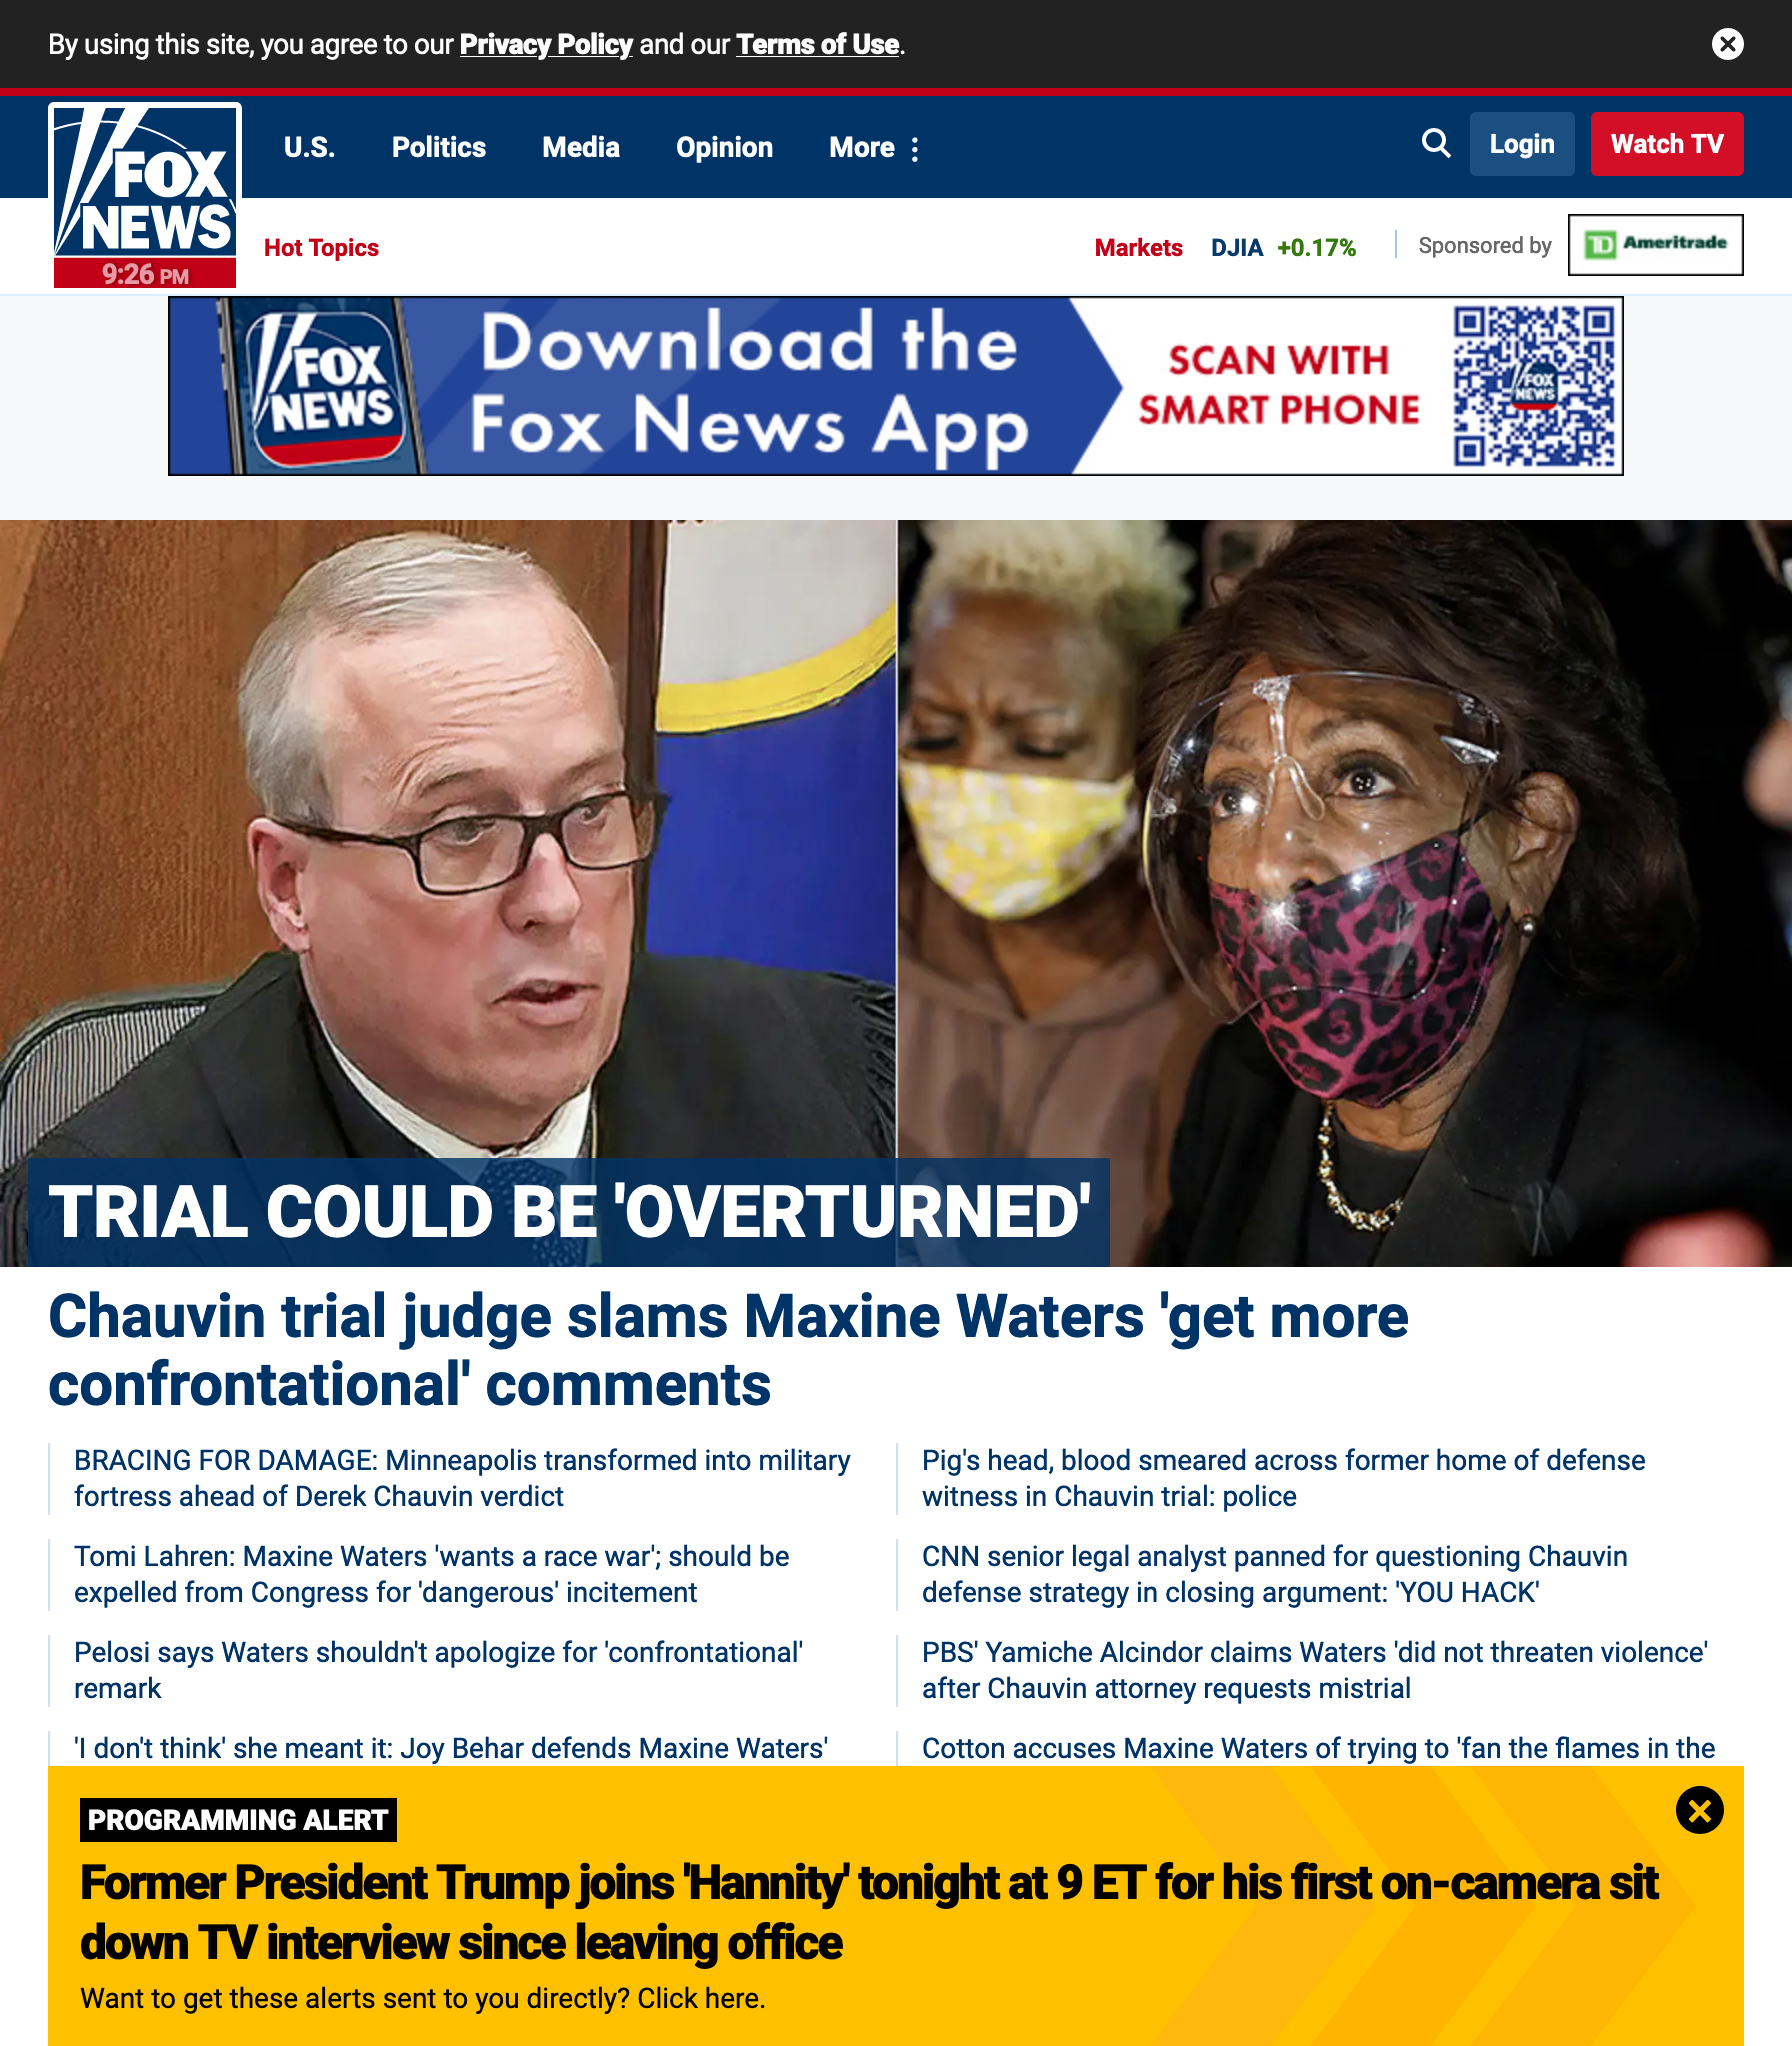 By using this site, you agree to our Privacy Policy and our Terms of Use.
FOX
NEWS
9:26 PM
U.S. Politics Media Opinion More
Login Watch TV
Hot Topics
Markets DJIA +0.17% Sponsored by TD Ameritrade
FOX
NEWS
Download the
Fox News App
SCAN WITH
SMART PHONE
FOX
NEWS
TRIAL COULD BE 'OVERTURNED'
Chauvin trial judge slams Maxine Waters 'get more
confrontational' comments
BRACING FOR DAMAGE: Minneapolis transformed into military
fortress ahead of Derek Chauvin verdict
Pig's head, blood smeared across former home of defense
witness in Chauvin trial: police
Tomi Lahren: Maxine Waters 'wants a race war'; should be
expelled from Congress for 'dangerous' incitement
CNN senior legal analyst panned for questioning Chauvin
defense strategy in closing argument: 'YOU HACK'
Pelosi says Waters shouldn't apologize for 'confrontational'
remark
PBS' Yamiche Alcindor claims Waters 'did not threaten violence'
after Chauvin attorney requests mistrial
'I don't think' she meant it: Joy Behar defends Maxine Waters'
Cotton accuses Maxine Waters of trying to 'fan the flames in the
PROGRAMMING ALERT
Former President Trump joins 'Hannity' tonight at 9 ET for his first on-camera sit
down TV interview since leaving office
Want to get these alerts sent to you directly? Click here.